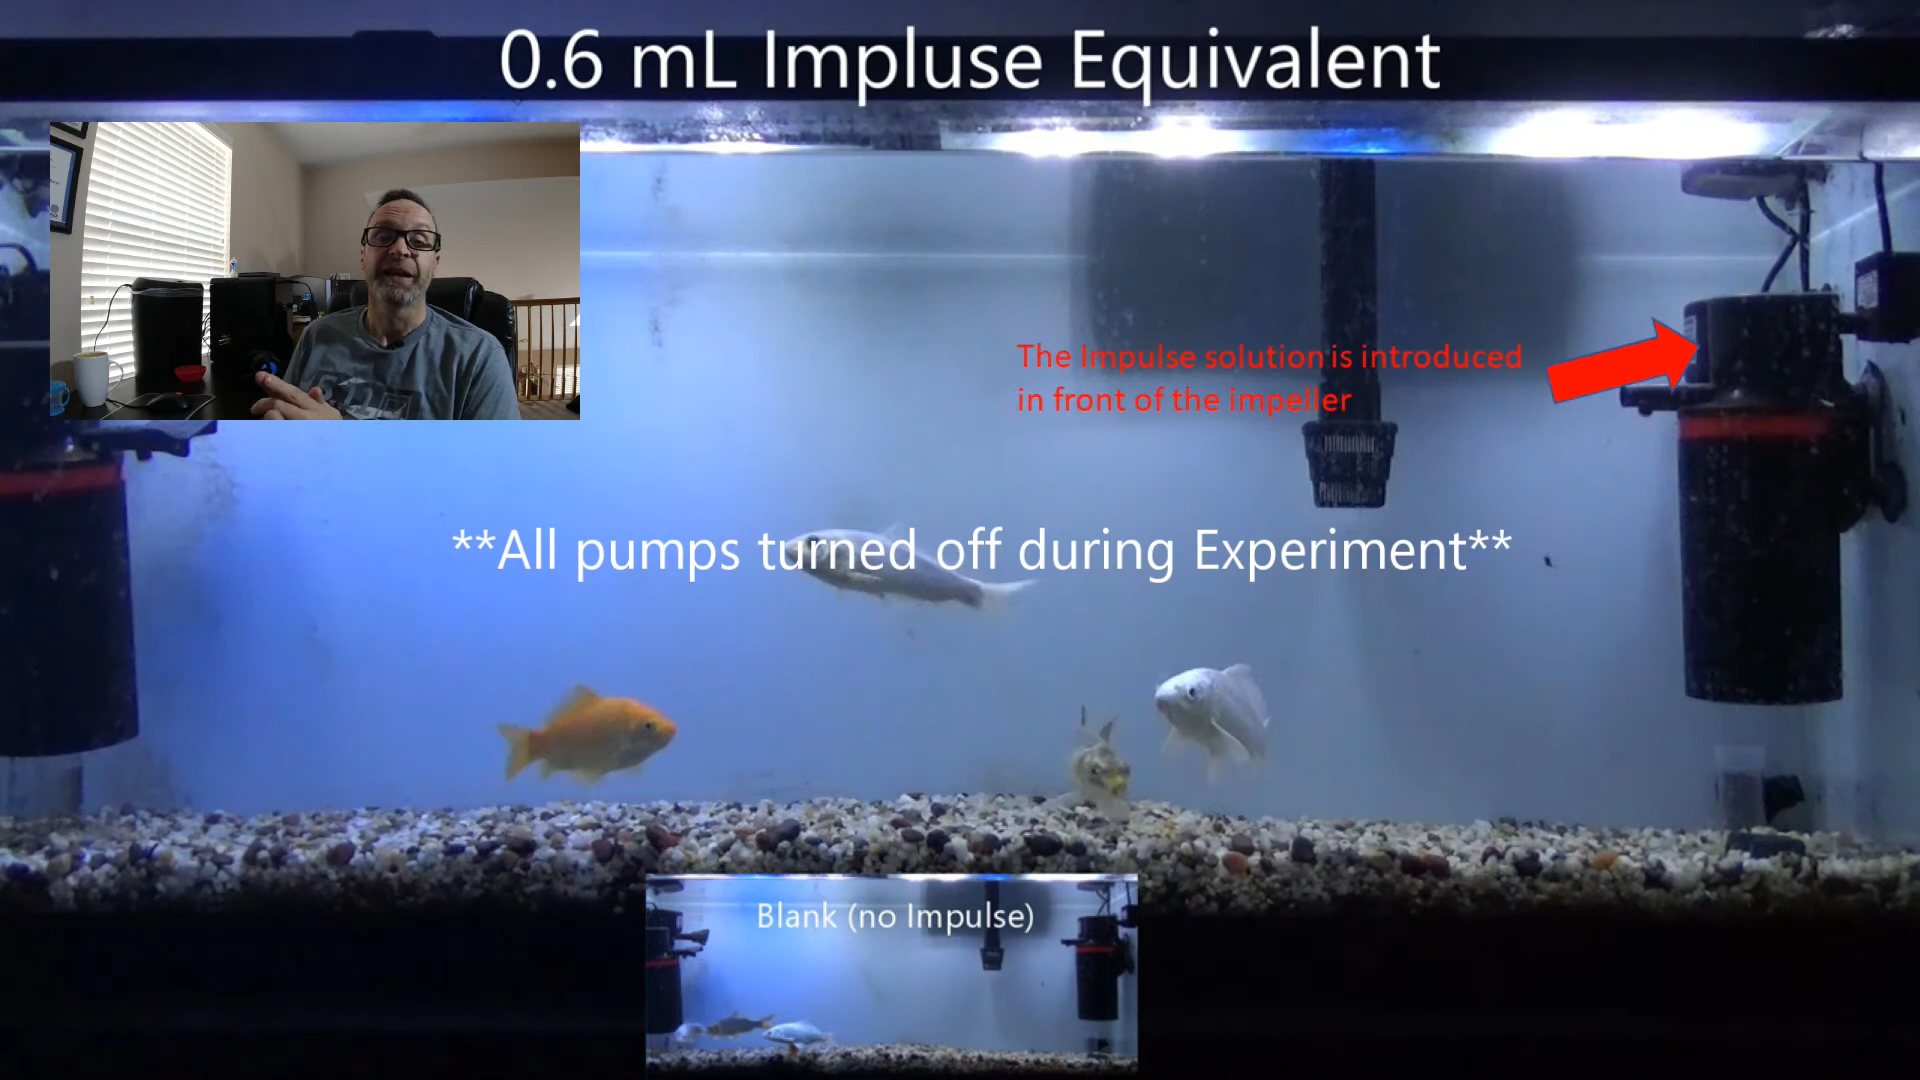 0.6 mL Impluse Equivalent
The Impulse solution is introduced
in front of the impeller
**All pumps turned off during Experiment**
Blank (no Impulse)